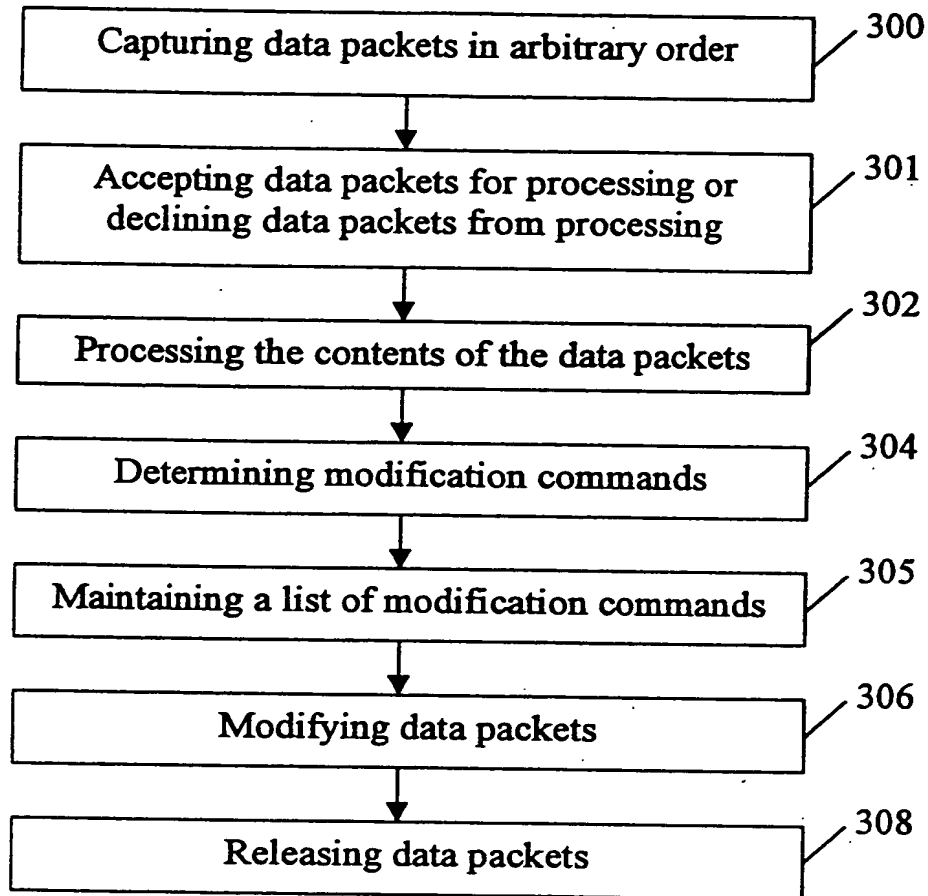 Capturing data packets in arbitrary order
300
Accepting data packets for processing or
declining data packets from processing
301
Processing the contents of the data packets
302
Determining modification commands
304
Maintaining a list of modification commands
305
Modifying data packets
306
Releasing data packets
308